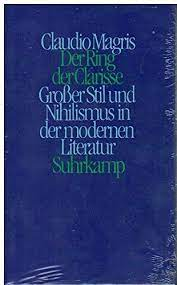 Claudio Magris
Der Ring
der Clarisse
Großer Stil und
Nihilismus in
der modernen
Literatur
Suhrkamp